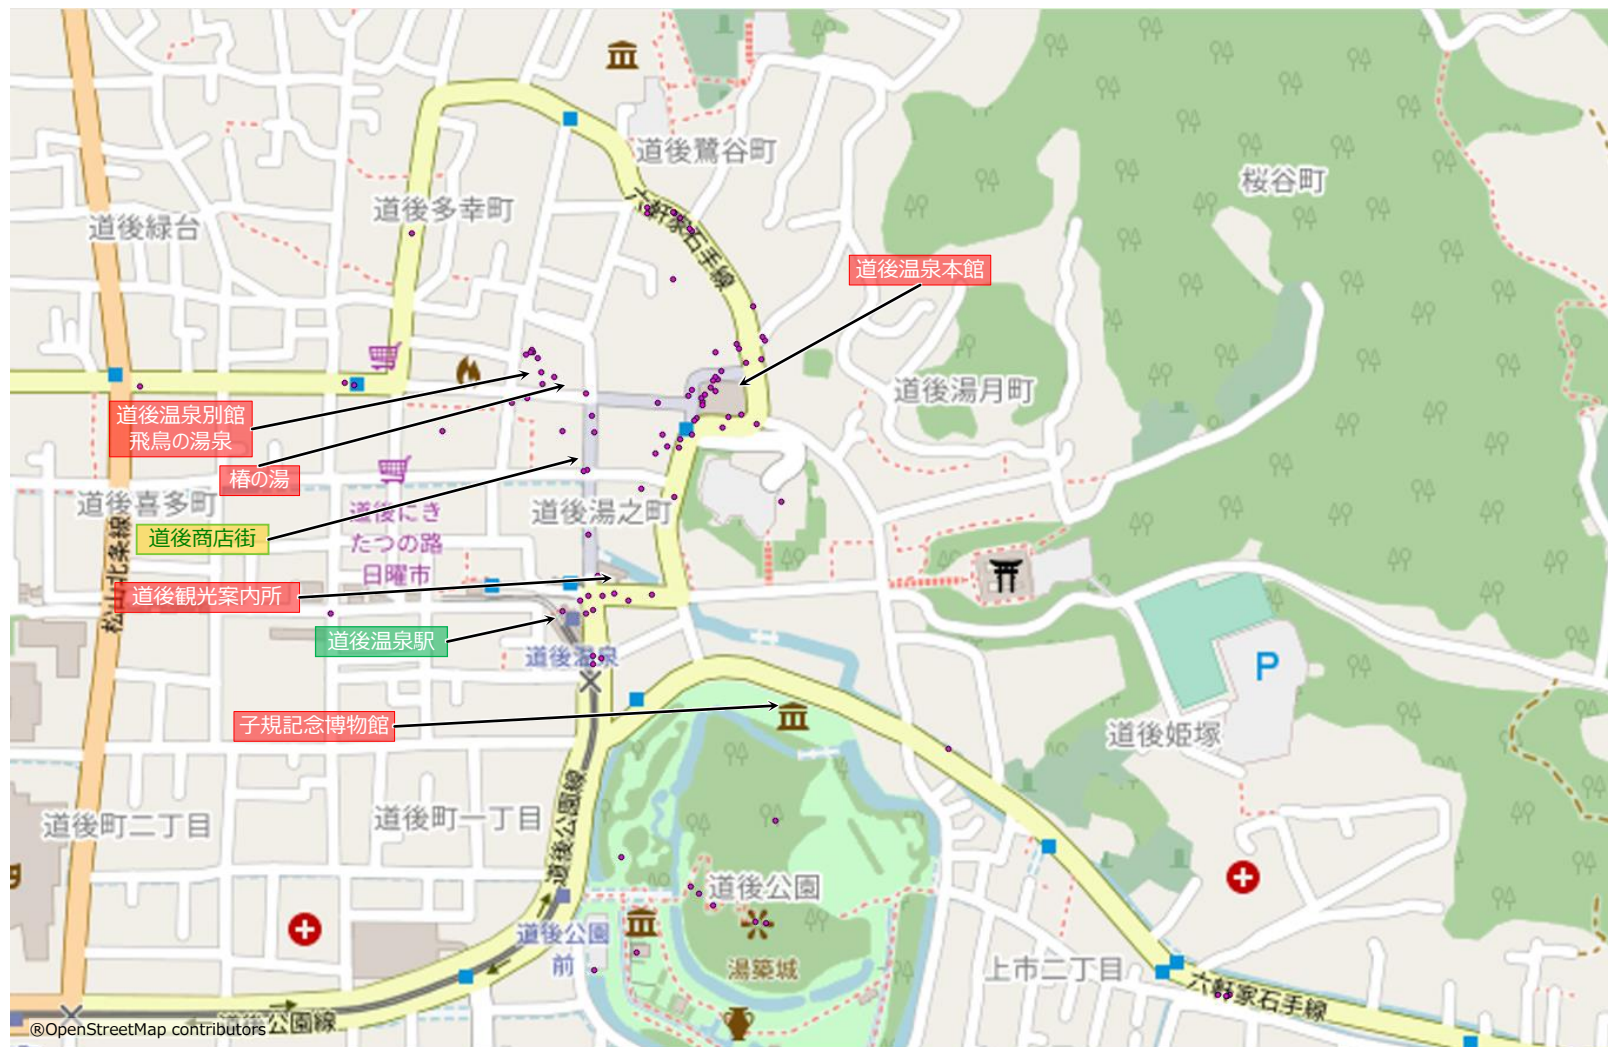 道後鷺谷町
桜谷町
道後多幸町
道後緑台
六軒家石手線
道後温泉本館
道後湯月町
道後温泉別館
飛鳥の湯泉
椿の湯
道後喜多町
道後にき
たつの路
日曜市
道後湯之町
道後商店街
松山北条線
道後観光案内所
道後温泉駅
道後温泉
P
子規記念博物館
道後姫塚
道後町二丁目
道後町一丁目
道後公園線
道後公園
道後公園
前
湯築城
上市二丁目
六軒家石手線
道後公園線
®OpenStreetMap contributors